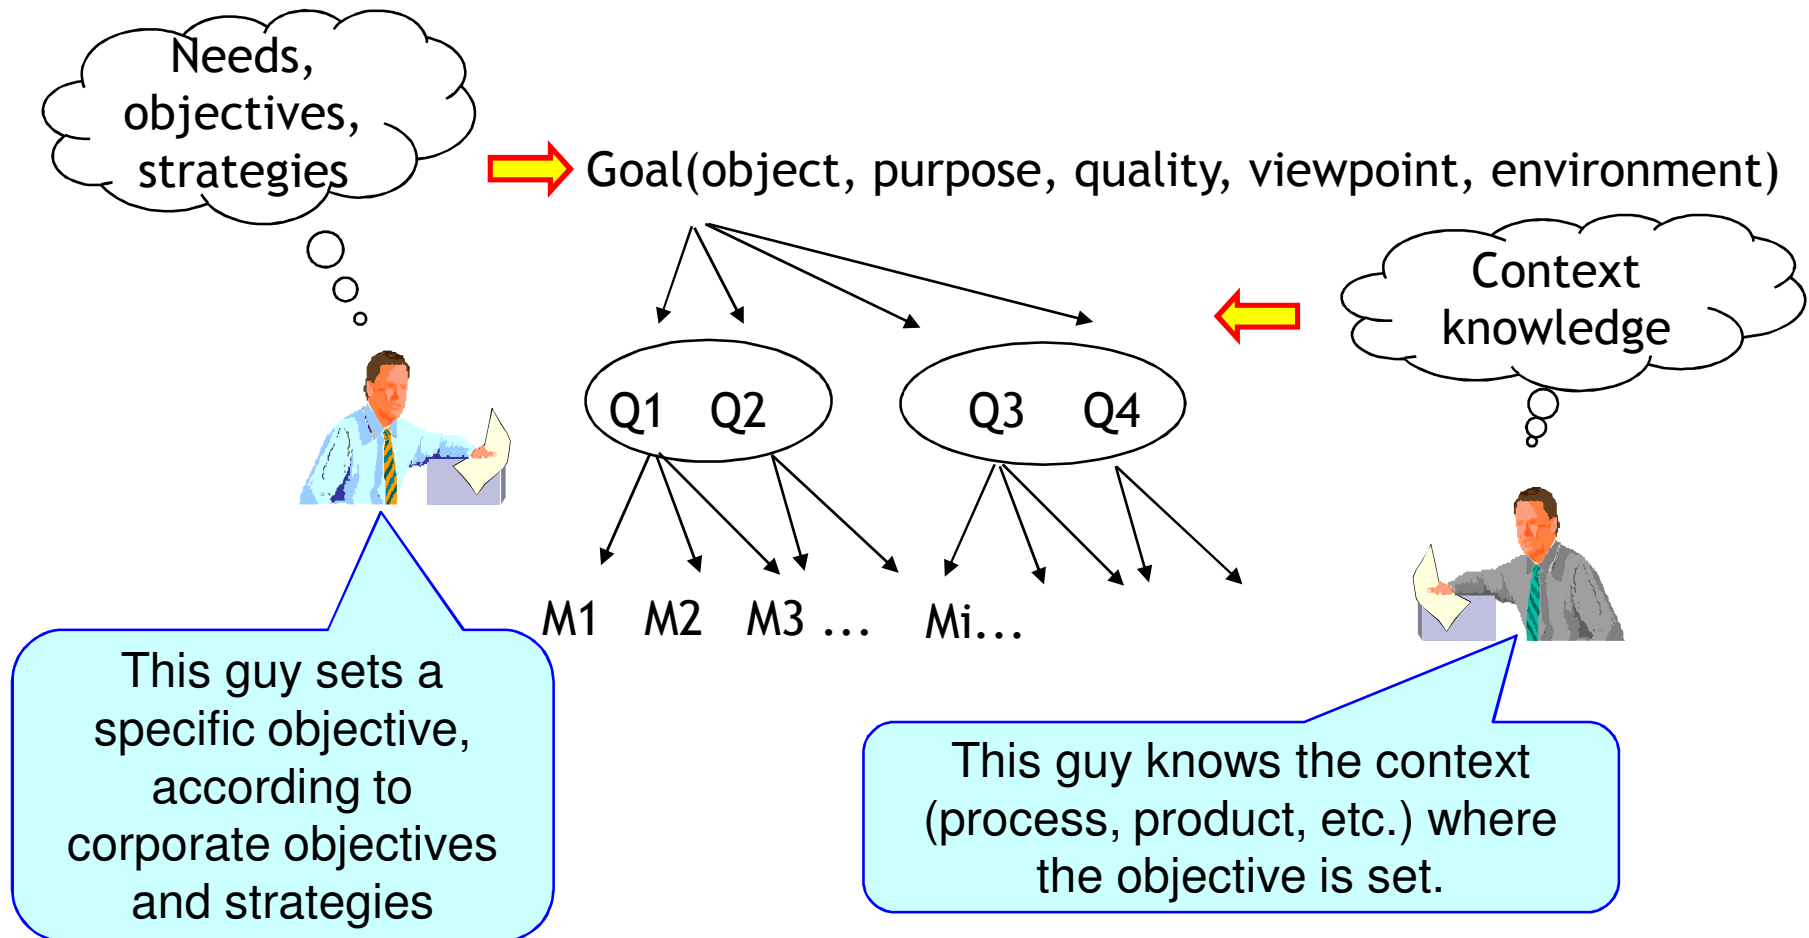 Needs,
objectives,
strategies
Goal(object, purpose, quality, viewpoint, environment)
Context
knowledge
Q1 Q2 Q3 Q4
M1 M2 M3 ... Mi...
This guy sets a
specific objective,
according to
corporate objectives
and strategies
This guy knows the context
(process, product, etc.) where
the objective is set.